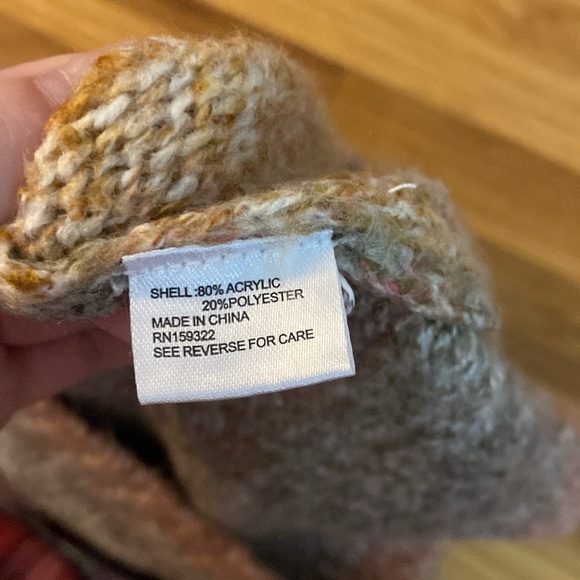 SHELL :80% ACRYLIC
20%POLYESTER
MADE IN CHINA
RN159322
SEE REVERSE FOR CARE